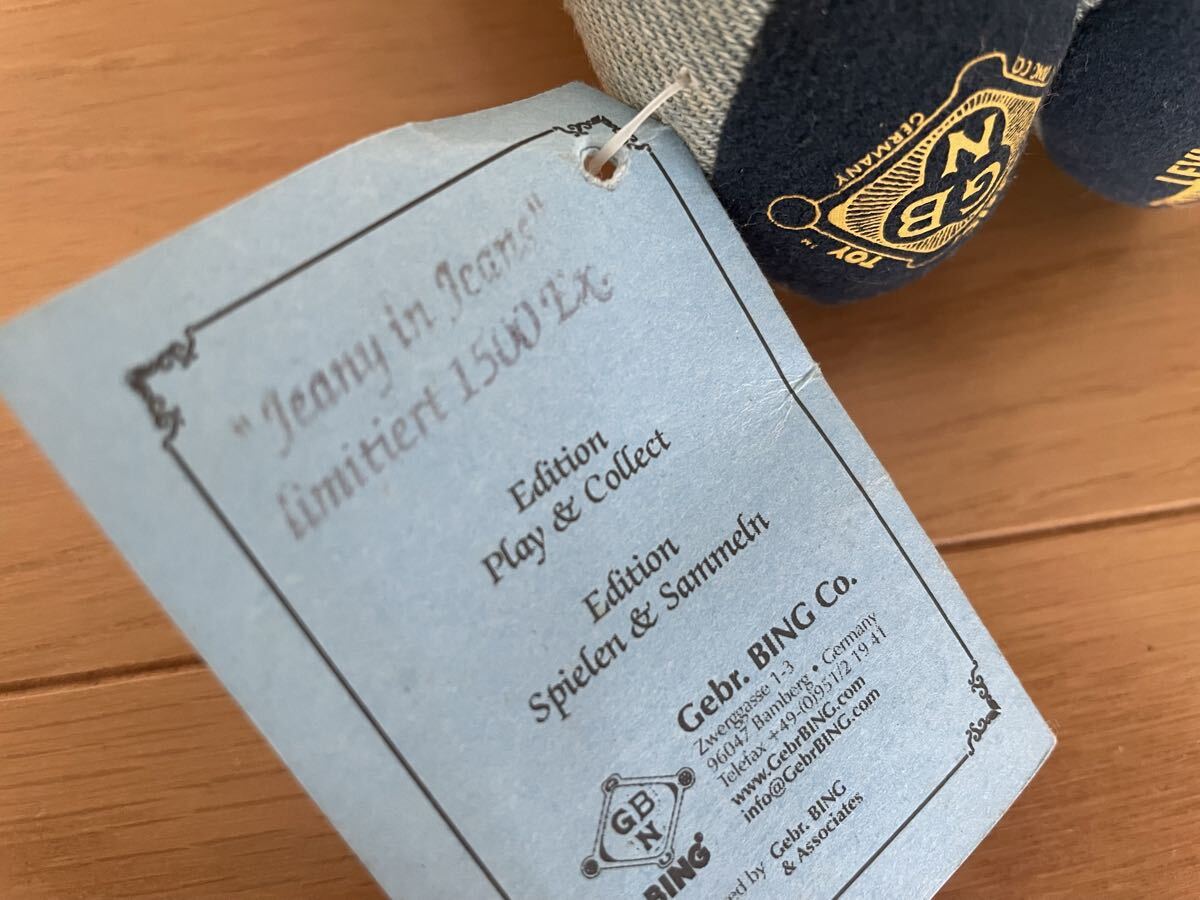 "Jeany in Jeans"
limitiert 1500 Ex.
Edition
Play & Collect
Edition
Spielen & Sammeln
Gebr. BING Co.
Zwerggasse 1-3
96047 Bamberg • Germany
Telefax +49-(0)951/2 19 41
www.GebrBING.com
info@GebrBING.com
GB
N
BING
by Gebr. BING
& Associates
GERMANY
N
GB
TOY